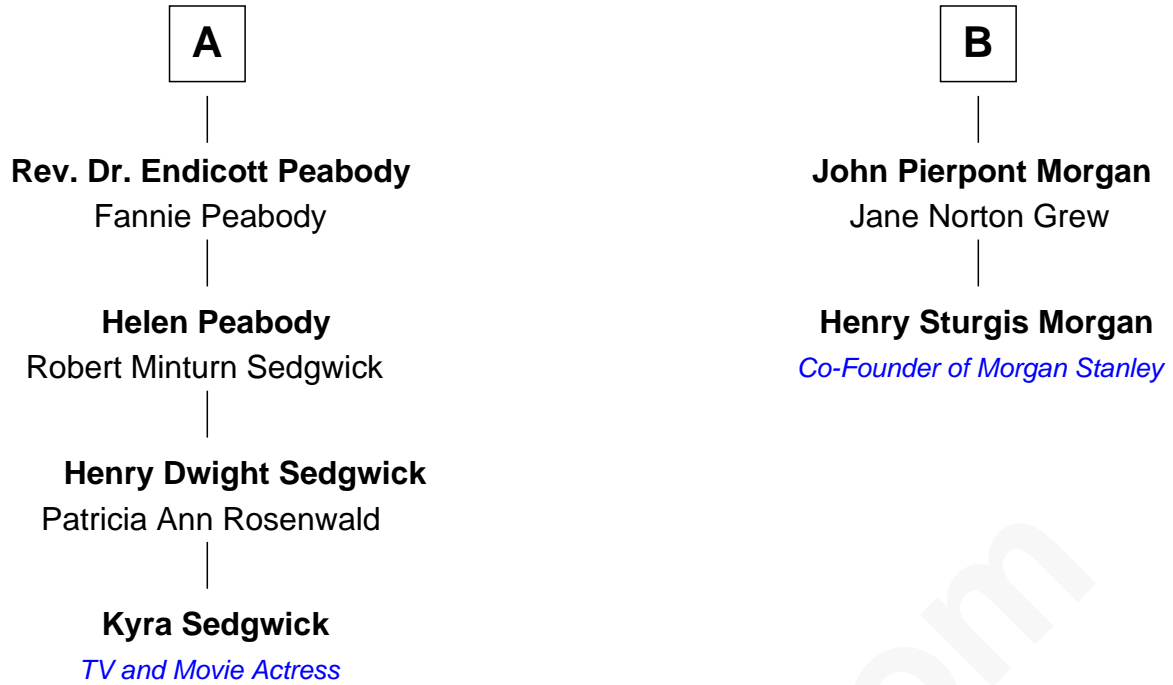 A
Rev. Dr. Endicott Peabody
Fannie Peabody
Helen Peabody
Robert Minturn Sedgwick
Henry Dwight Sedgwick
Patricia Ann Rosenwald
Kyra Sedgwick
TV and Movie Actress
B
John Pierpont Morgan
Jane Norton Grew
Henry Sturgis Morgan
Co-Founder of Morgan Stanley
om